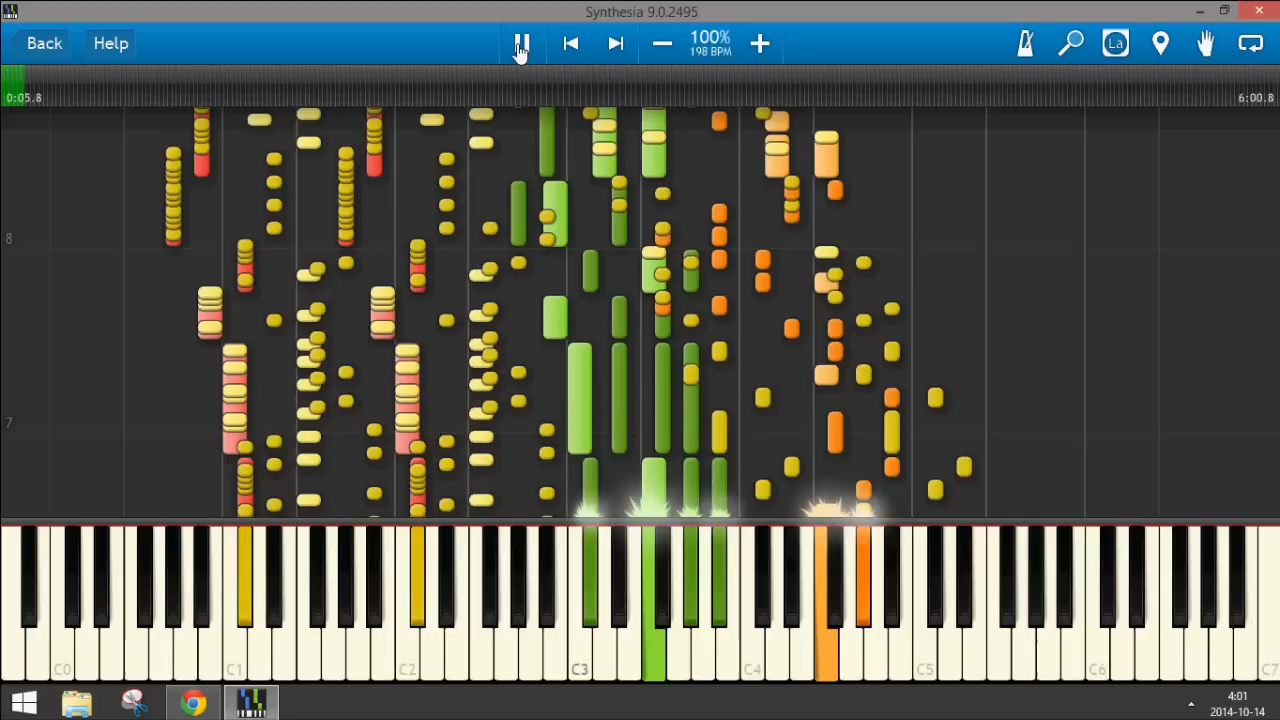 Synthesia 9.0.2495
Back
Help
100%
198 BPM
La
0:05.8
6:00.8
8
7
C0
C1
C2
C3
C4
C5
C6
C7
4:01
2014-10-14